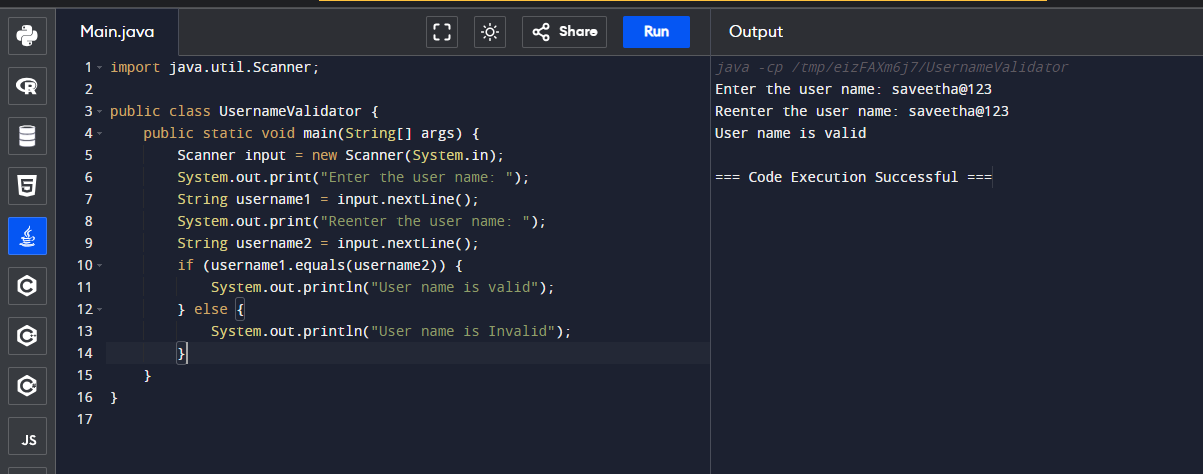 Main.java
Share
Run
Output
1 import java.util.Scanner;
2
3 public class UsernameValidator {
4 public static void main(String[] args) {
5 Scanner input = new Scanner(System.in);
6 System.out.print("Enter the user name: ");
7 String username1 = input.nextLine();
8 System.out.print("Reenter the user name: ");
9 String username2 = input.nextLine();
10 if (username1.equals(username2)) {
11 System.out.println("User name is valid");
12 } else {
13 System.out.println("User name is Invalid");
14 }
15 }
16 }
17
java -cp /tmp/eizFAXm6j7/UsernameValidator
Enter the user name: saveetha@123
Reenter the user name: saveetha@123
User name is valid
=== Code Execution Successful ===
R
5
C
C++
C#
JS